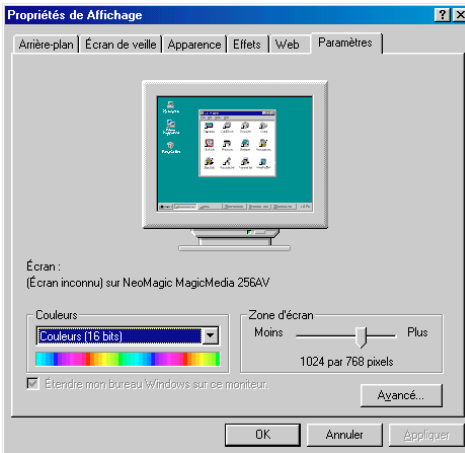 Propriétés de Affichage
Arrière-plan Écran de veille Apparence Effets Web Paramètres
Écran :
(Écran inconnu) sur NeoMagic MagicMedia 256AV
Couleurs Zone d'écran
Couleurs (16 bits) Moins Plus
1024 par 768 pixels
Étendre mon bureau Windows sur ce moniteur.
Avancé...
OK Annuler Appliquer